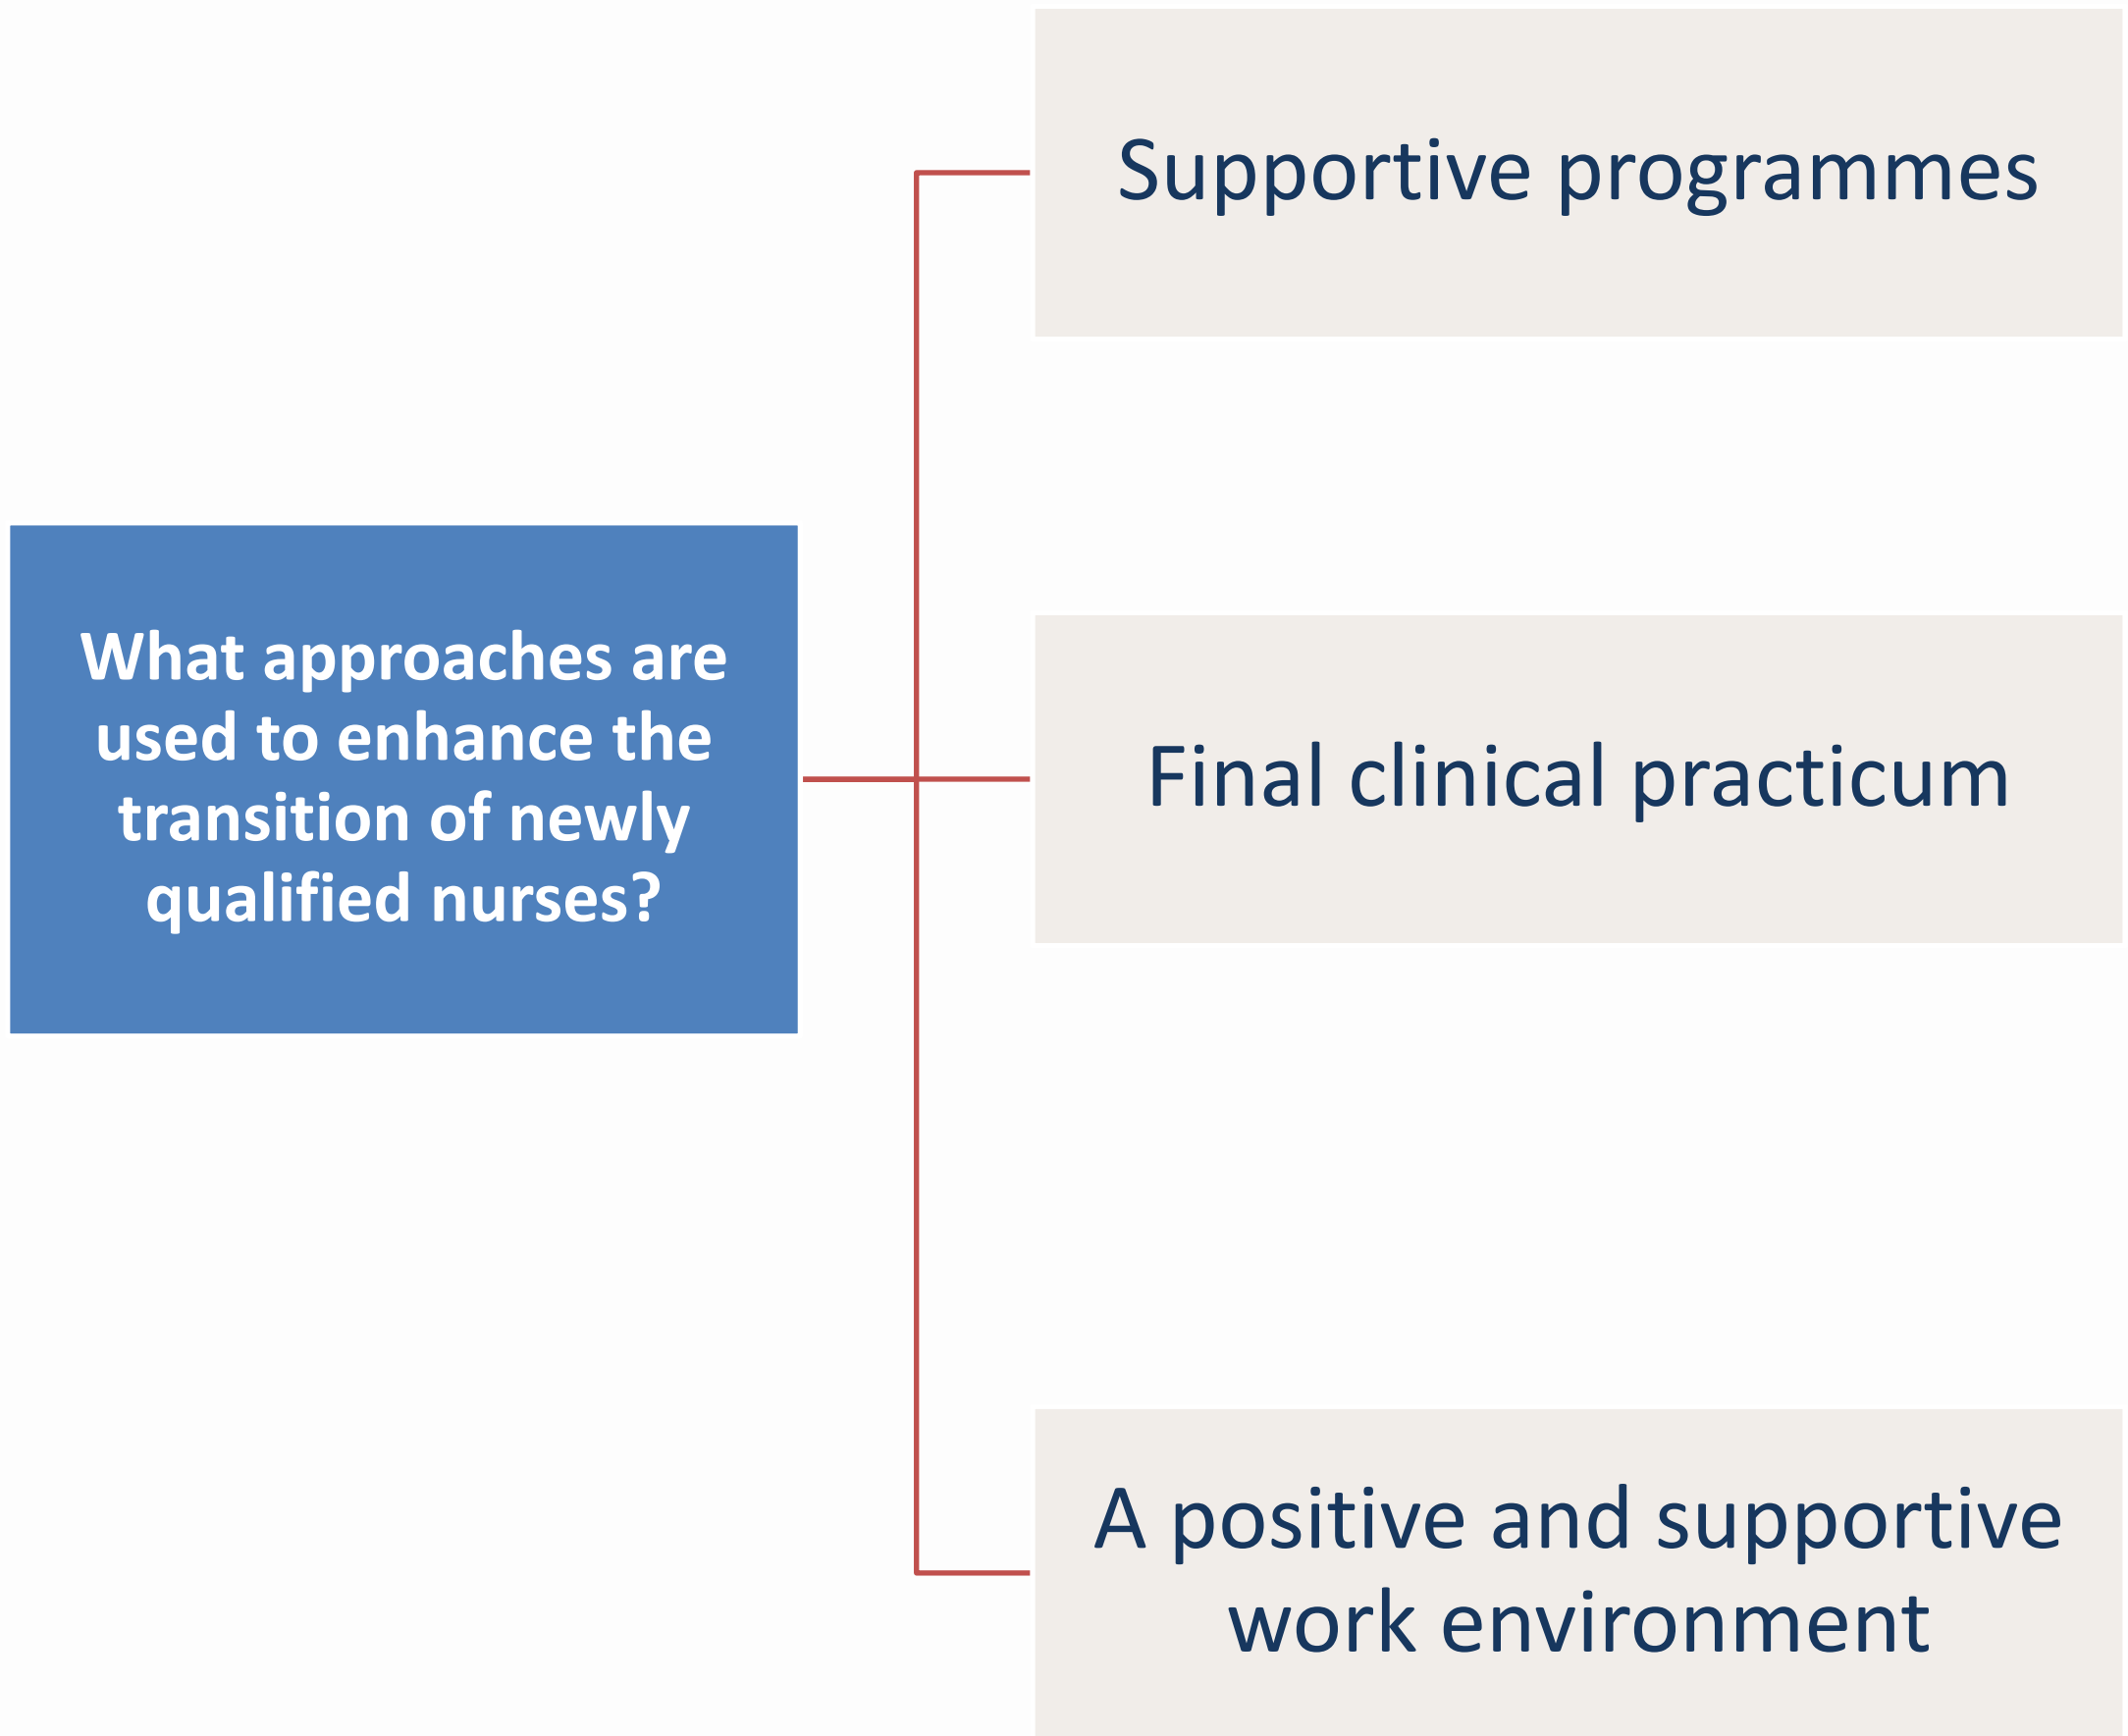 Supportive programmes
What approaches are
used to enhance the
transition of newly
qualified nurses?
Final clinical practicum
A positive and supportive
work environment